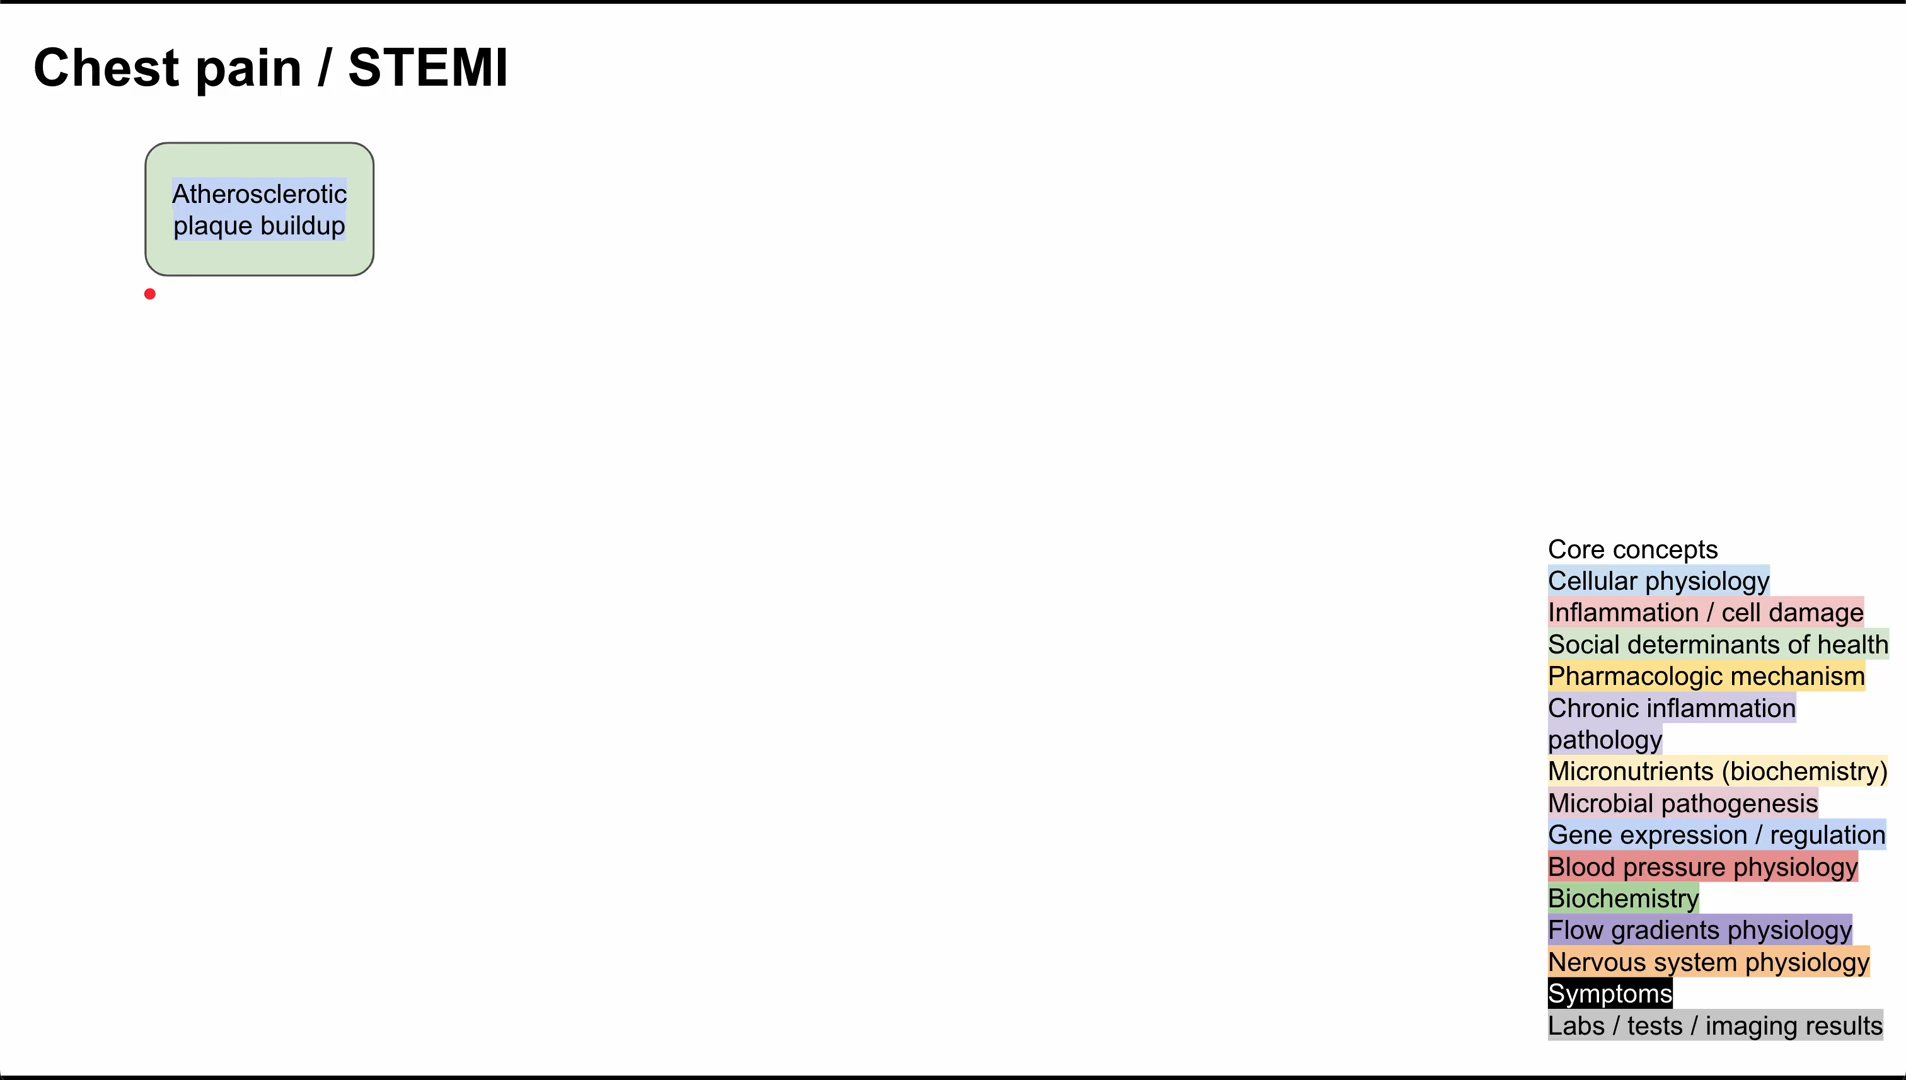 Chest pain / STEMI
Atherosclerotic
plaque buildup
Core concepts
Cellular physiology
Inflammation / cell damage
Social determinants of health
Pharmacologic mechanism
Chronic inflammation
pathology
Micronutrients (biochemistry)
Microbial pathogenesis
Gene expression / regulation
Blood pressure physiology
Biochemistry
Flow gradients physiology
Nervous system physiology
Symptoms
Labs / tests / imaging results